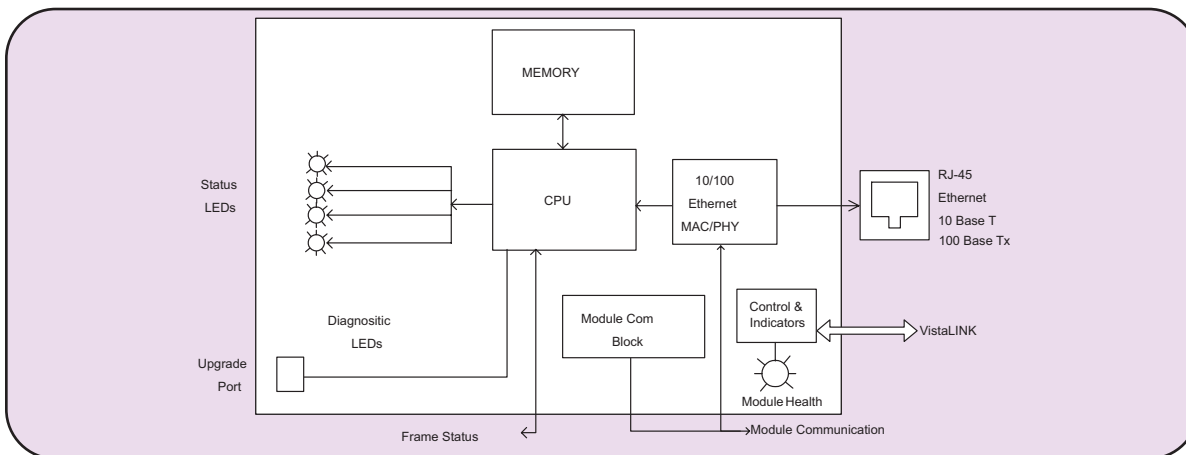 MEMORY
CPU
10/100
Ethernet
MAC/PHY
RJ-45
Ethernet
10 Base T
100 Base Tx
Status
LEDs
Diagnositic
LEDs
Module Com
Block
Control &
Indicators
VistaLINK
Upgrade
Port
Module Health
Frame Status
Module Communication